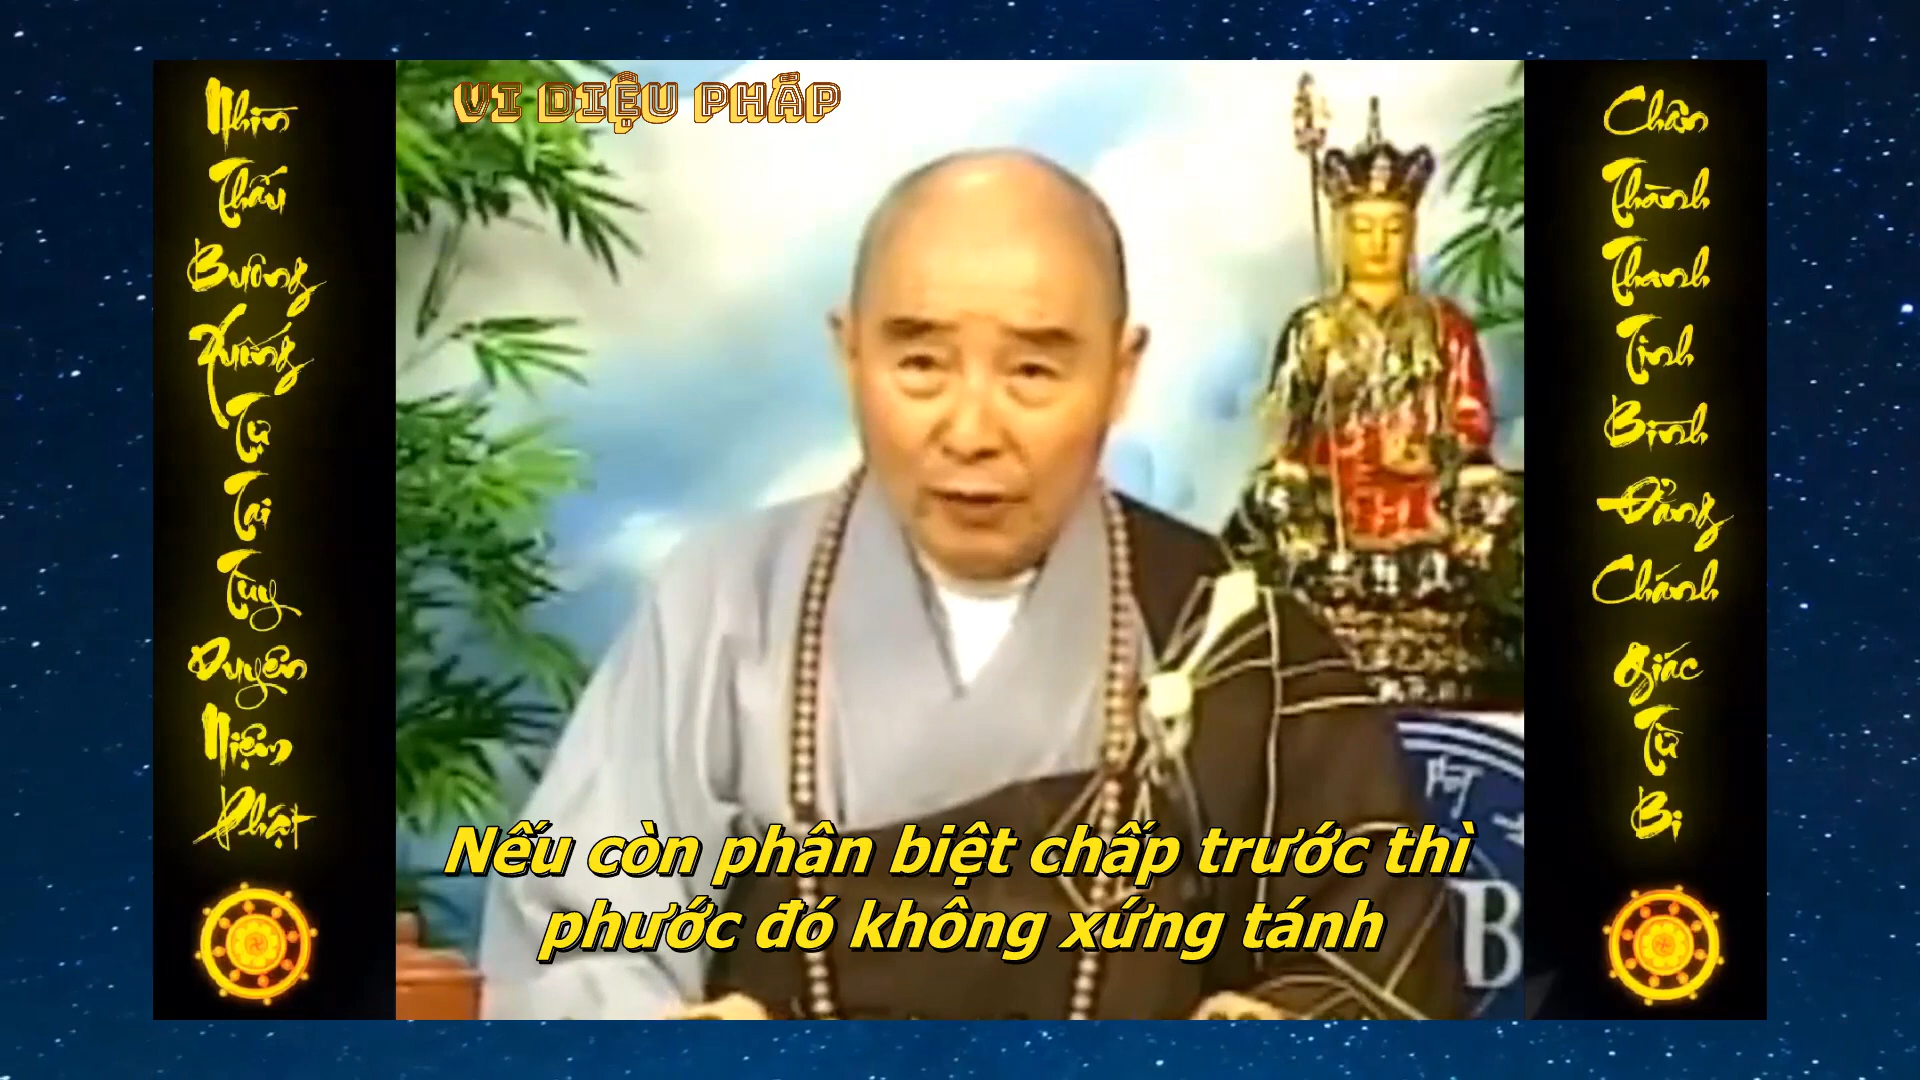 VI DIỆU PHÁP
Nhìn
Thấu
Buông
Xuống
Tự
Tại
Tùy
Duyên
Niệm
Phật
Chân
Thành
Thanh
Tịnh
Bình
Đẳng
Chánh
Giác
Từ
Bi
Nếu còn phân biệt chấp trước thì
phước đó không xứng tánh
B